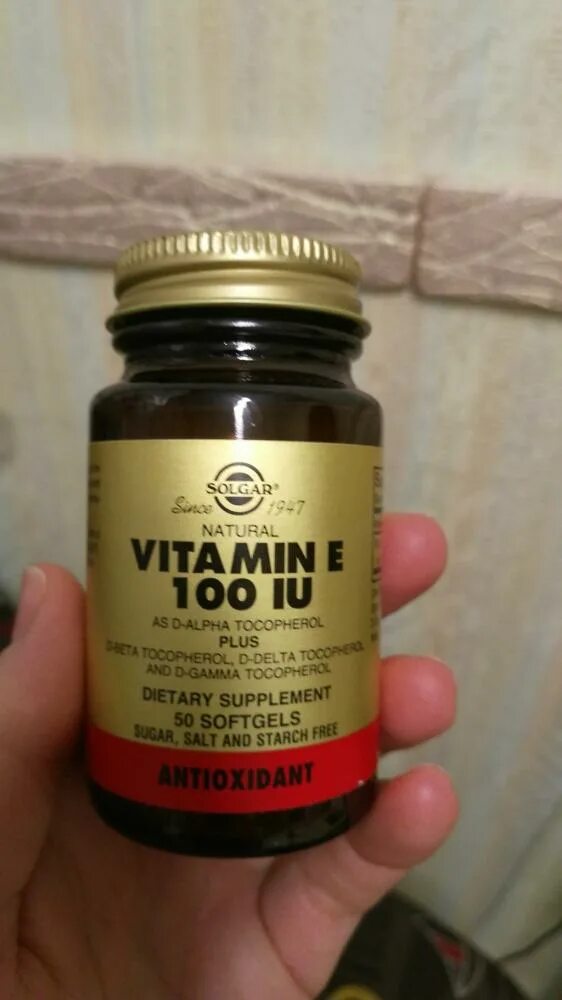 SOLGAR®
Since 1947
NATURAL
VITAMIN E
100 IU
AS D-ALPHA TOCOPHEROL
PLUS
D-BETA TOCOPHEROL, D-DELTA TOCOPHEROL
AND D-GAMMA TOCOPHEROL
DIETARY SUPPLEMENT
50 SOFTGELS
SUGAR, SALT AND STARCH FREE
ANTIOXIDANT